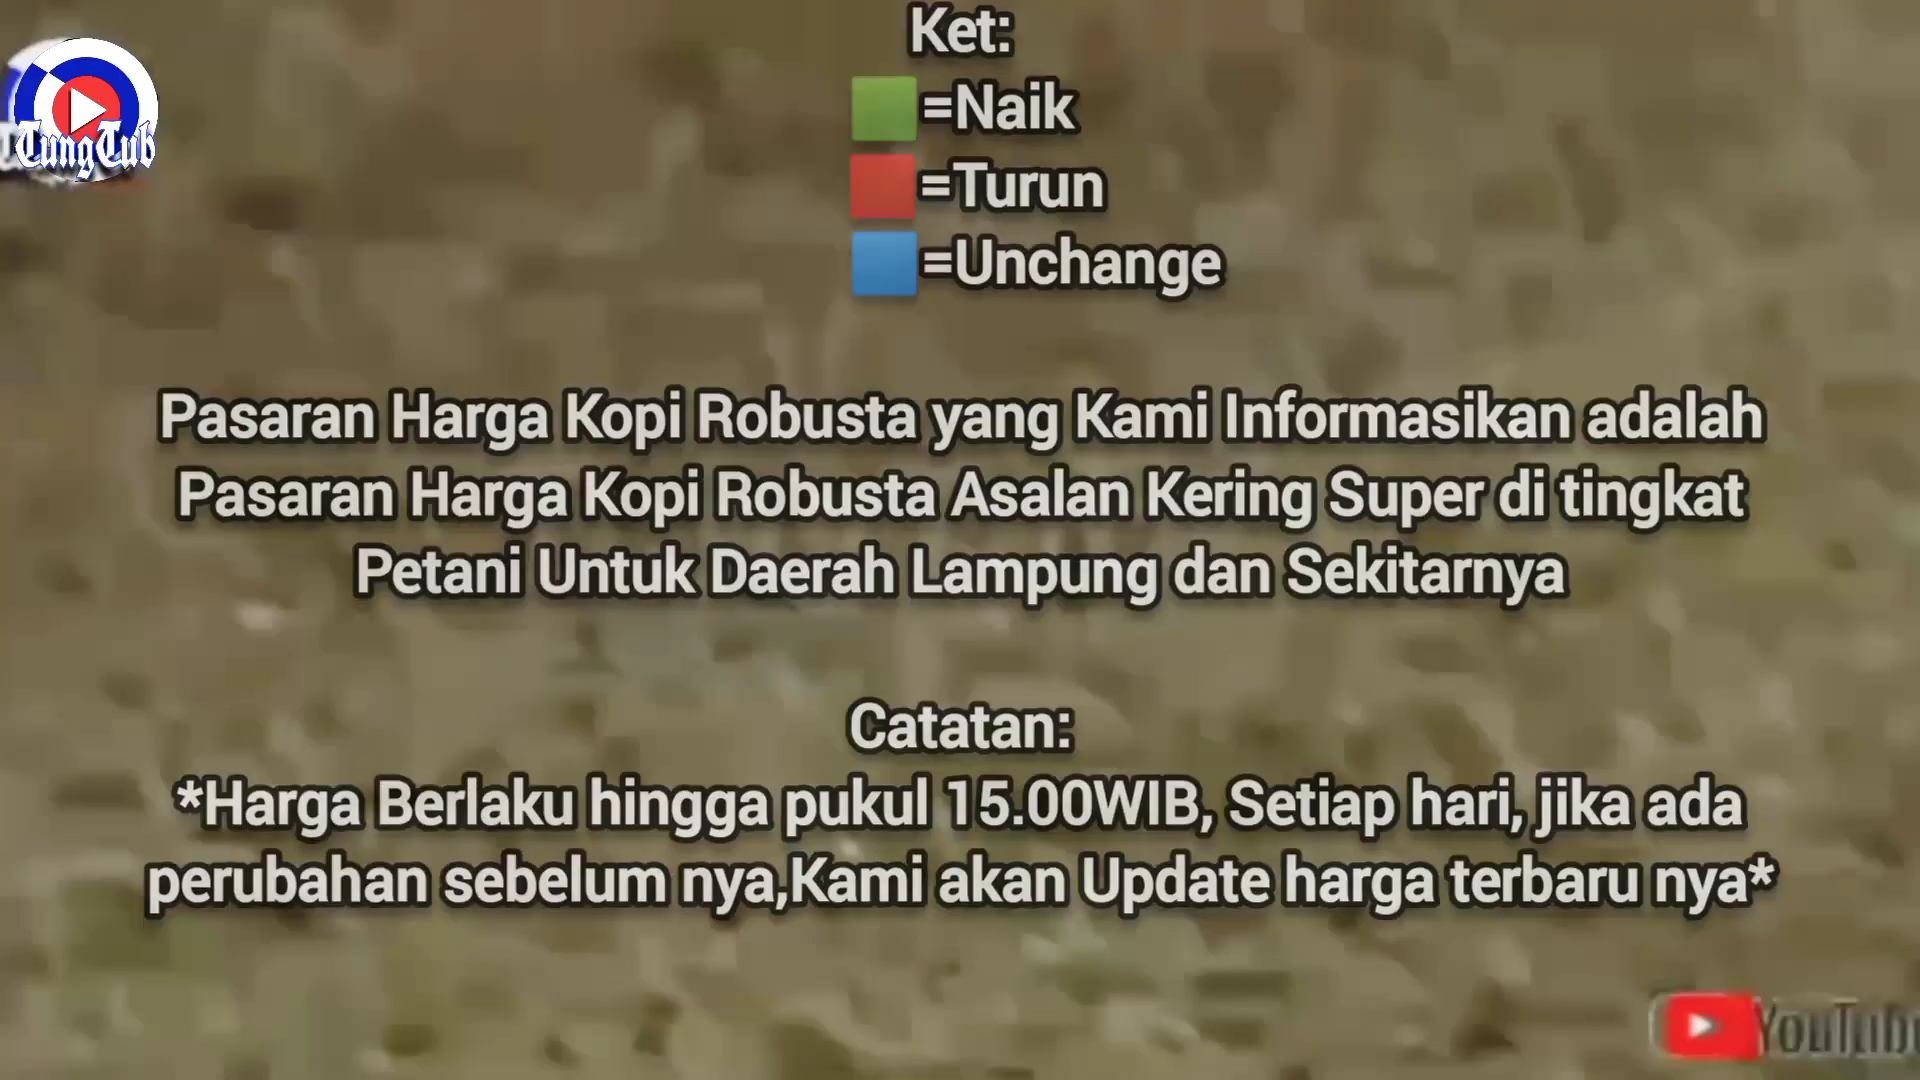 Ket:
=Naik
=Turun
=Unchange
Pasaran Harga Kopi Robusta yang Kami Informasikan adalah
Pasaran Harga Kopi Robusta Asalan Kering Super di tingkat
Petani Untuk Daerah Lampung dan Sekitarnya
Catatan:
*Harga Berlaku hingga pukul 15.00WIB, Setiap hari, jika ada
perubahan sebelum nya,Kami akan Update harga terbaru nya*
TungTub
YouTube